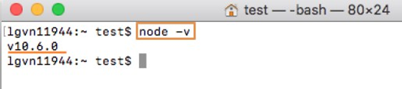 test — -bash — 80×24
[lgvn11944:~ test$ node -v
v10.6.0
lgvn11944:~ test$